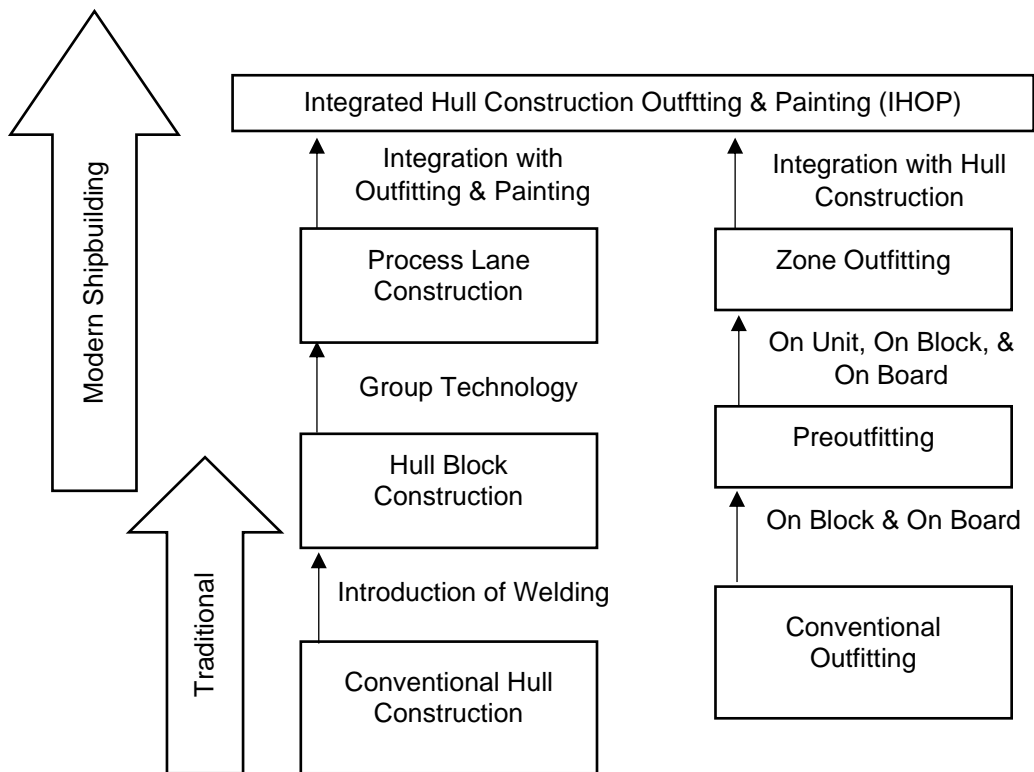 Integrated Hull Construction Outftting & Painting (IHOP)
Integration with
Outfitting & Painting
Integration with Hull
Construction
Modern Shipbuilding
Process Lane
Construction
Zone Outfitting
Group Technology
On Unit, On Block, &
On Board
Hull Block
Construction
Preoutfitting
On Block & On Board
Traditional
Introduction of Welding
Conventional Hull
Construction
Conventional
Outfitting